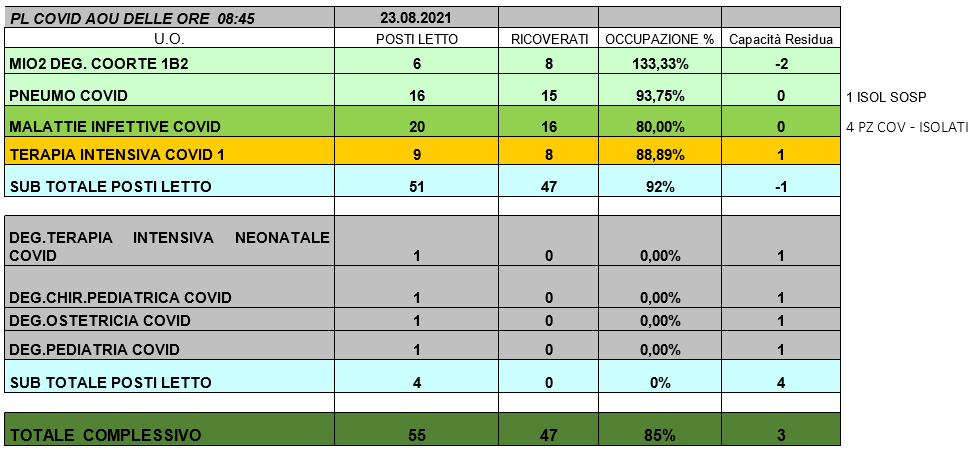 PL COVID AOU DELLE ORE 08:45 23.08.2021
U.O. POSTI LETTO RICOVERATI OCCUPAZIONE % Capacità Residua
MIO2 DEG. COORTE 1B2 6 8 133,33% -2
PNEUMO COVID 16 15 93,75% 0 1 ISOL SOSP
MALATTIE INFETTIVE COVID 20 16 80,00% 0 4 PZ COV - ISOLATI
TERAPIA INTENSIVA COVID 1 9 8 88,89% 1
SUB TOTALE POSTI LETTO 51 47 92% -1
DEG.TERAPIA INTENSIVA NEONATALE
COVID 1 0 0,00% 1
DEG.CHIR.PEDIATRICA COVID 1 0 0,00% 1
DEG.OSTETRICIA COVID 1 0 0,00% 1
DEG.PEDIATRIA COVID 1 0 0,00% 1
SUB TOTALE POSTI LETTO 4 0 0% 4
TOTALE COMPLESSIVO 55 47 85% 3